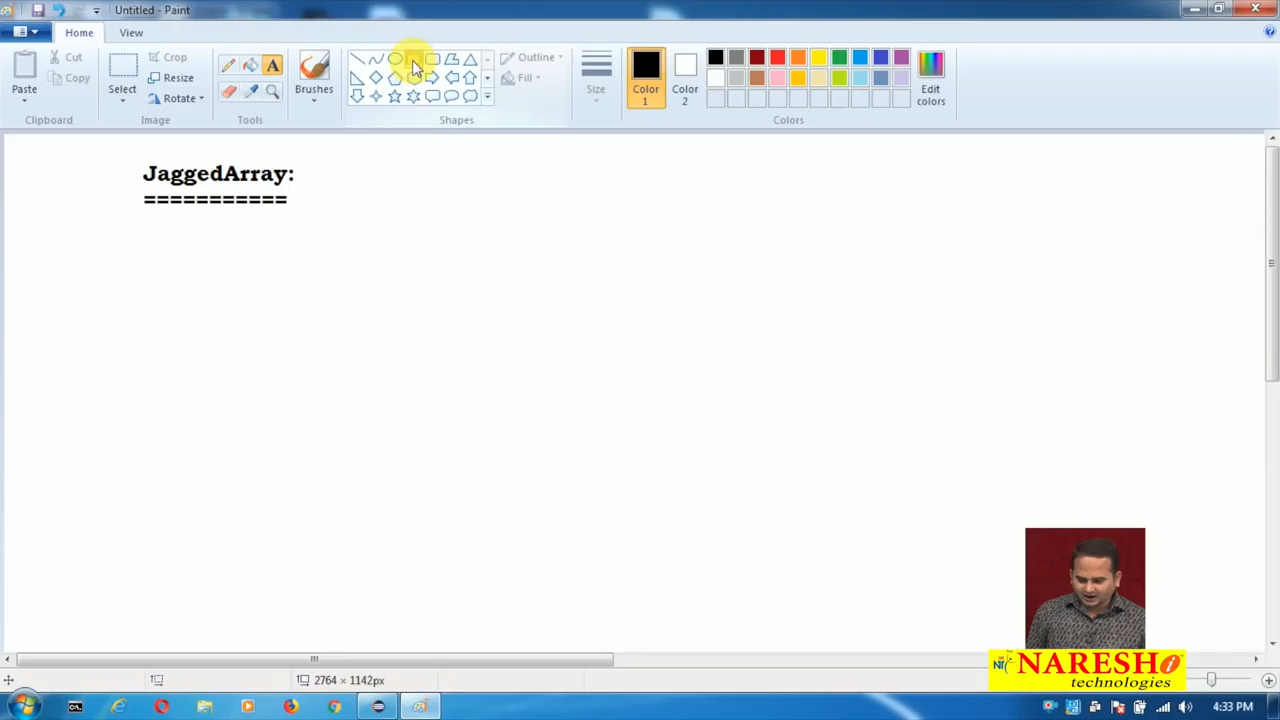 Untitled - Paint
Home
View
Paste
Cut
Copy
Clipboard
Select
Crop
Resize
Rotate
Image
A
Tools
Brushes
Shapes
Outline
Fill
Size
Color 1
Color 2
Edit colors
Colors
JaggedArray:
===========
NARESH i
technologies
2764 × 1142px
4:33 PM